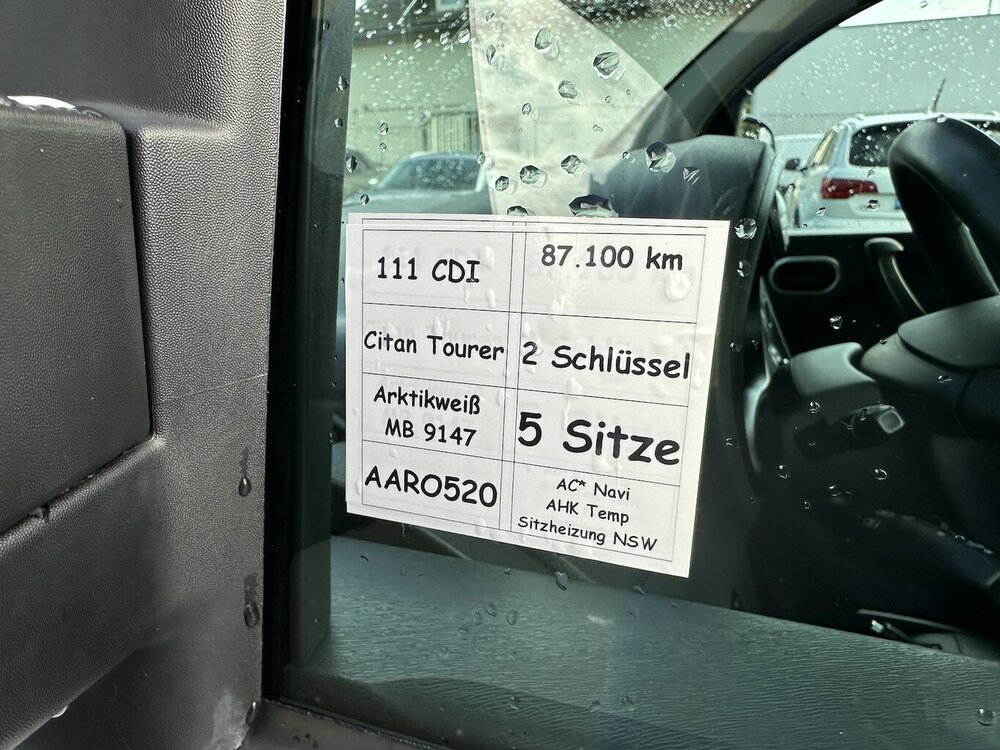 111 CDI
87.100 km
Citan Tourer
2 Schlüssel
Arktikweiß
MB 9147
5 Sitze
AARO520
AC* Navi
AHK Temp
Sitzheizung NSW